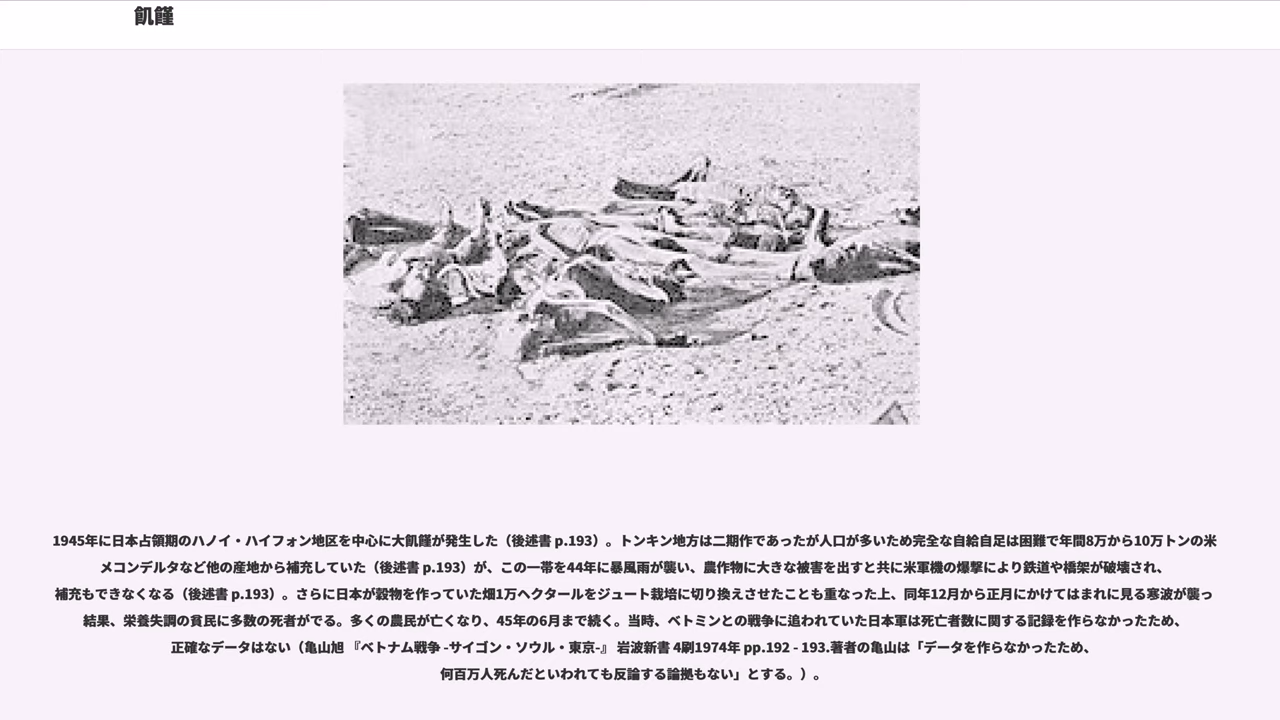 飢饉
1945年に日本占領期のハノイ・ハイフォン地区を中心に大飢饉が発生した（後述書 p.193）。トンキン地方は二期作であったが人口が多いため完全な自給自足は困難で年間8万から10万トンの米
メコンデルタなど他の産地から補充していた（後述書 p.193）が、この一帯を44年に暴風雨が襲い、農作物に大きな被害を出すと共に米軍機の爆撃により鉄道や橋架が破壊され、
補充もできなくなる（後述書 p.193）。さらに日本が穀物を作っていた畑1万ヘクタールをジュート栽培に切り換えさせたことも重なった上、同年12月から正月にかけてはまれに見る寒波が襲っ
結果、栄養失調の貧民に多数の死者がでる。多くの農民が亡くなり、45年の6月まで続く。当時、ベトミンとの戦争に追われていた日本軍は死亡者数に関する記録を作らなかったため、
正確なデータはない（亀山旭 『ベトナム戦争 -サイゴン・ソウル・東京-』 岩波新書 4刷1974年 pp.192 - 193.著者の亀山は「データを作らなかったため、
何百万人死んだといわれても反論する論拠もない」とする。）。